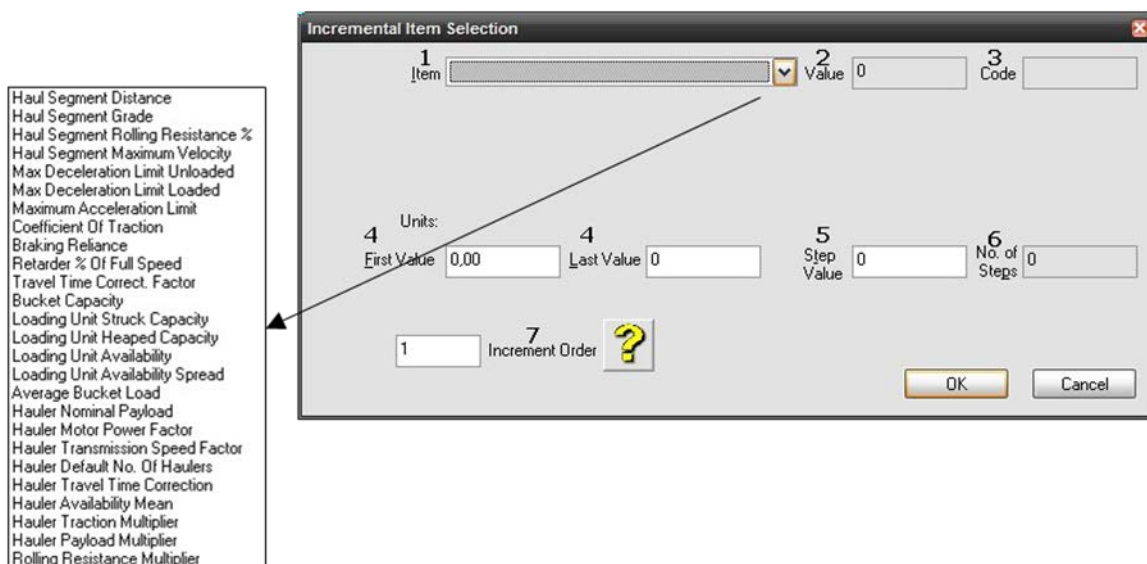 Incremental Item Selection
1 2 3
Item Value 0 Code
Haul Segment Distance
Haul Segment Grade
Haul Segment Rolling Resistance %
Haul Segment Maximum Velocity
Max Deceleration Limit Unloaded
Max Deceleration Limit Loaded
Maximum Acceleration Limit
Coefficient Of Traction
Braking Reliance
Retarder % Of Full Speed
Travel Time Correct. Factor
Bucket Capacity
Loading Unit Struck Capacity
Loading Unit Heaped Capacity
Loading Unit Availability
Loading Unit Availability Spread
Average Bucket Load
Hauler Nominal Payload
Hauler Motor Power Factor
Hauler Transmission Speed Factor
Hauler Default No. Of Haulers
Hauler Travel Time Correction
Hauler Availability Mean
Hauler Traction Multiplier
Hauler Payload Multiplier
Rolling Resistance Multiplier
Units:
4 4 5 6
First Value 0,00 Last Value 0 Step Value 0 No. of Steps 0
7
1 Increment Order ?
OK Cancel